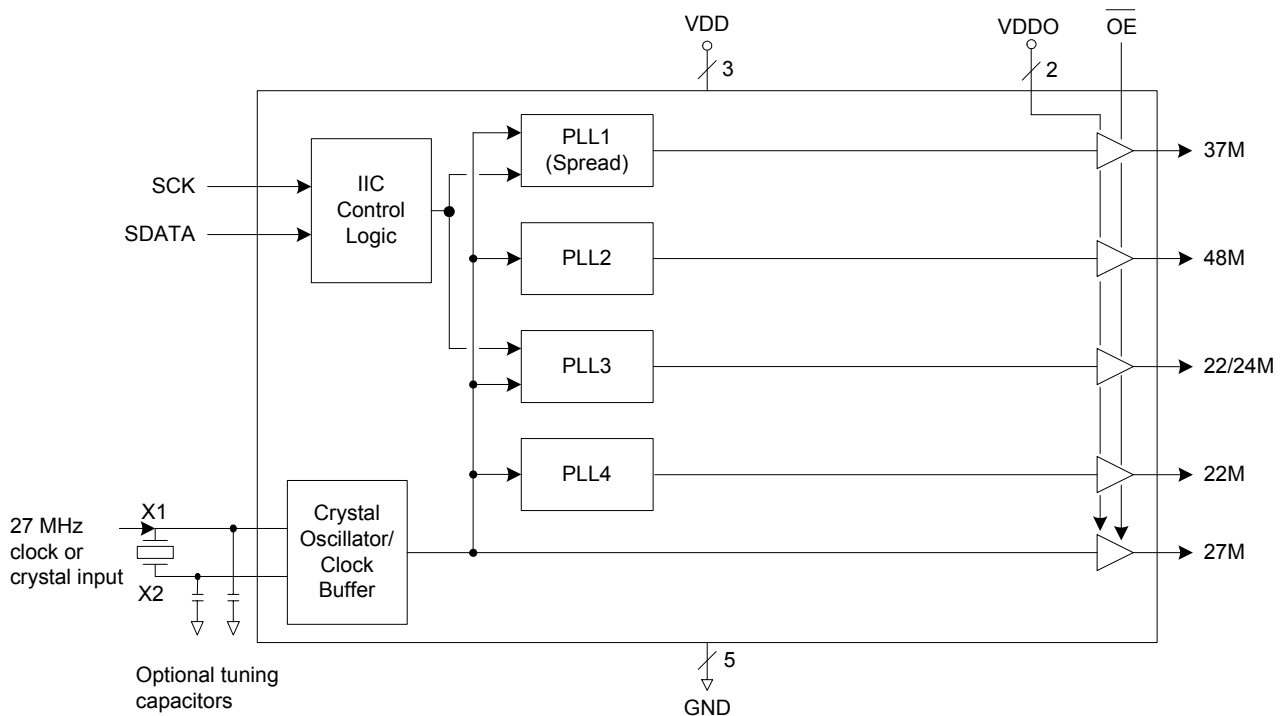 VDD
3
VDDO
2
OE
PLL1
(Spread)
37M
SCK
SDATA
IIC
Control
Logic
PLL2
48M
PLL3
22/24M
PLL4
22M
27 MHz
clock or
crystal input
X1
X2
Crystal
Oscillator/
Clock
Buffer
27M
Optional tuning
capacitors
5
GND